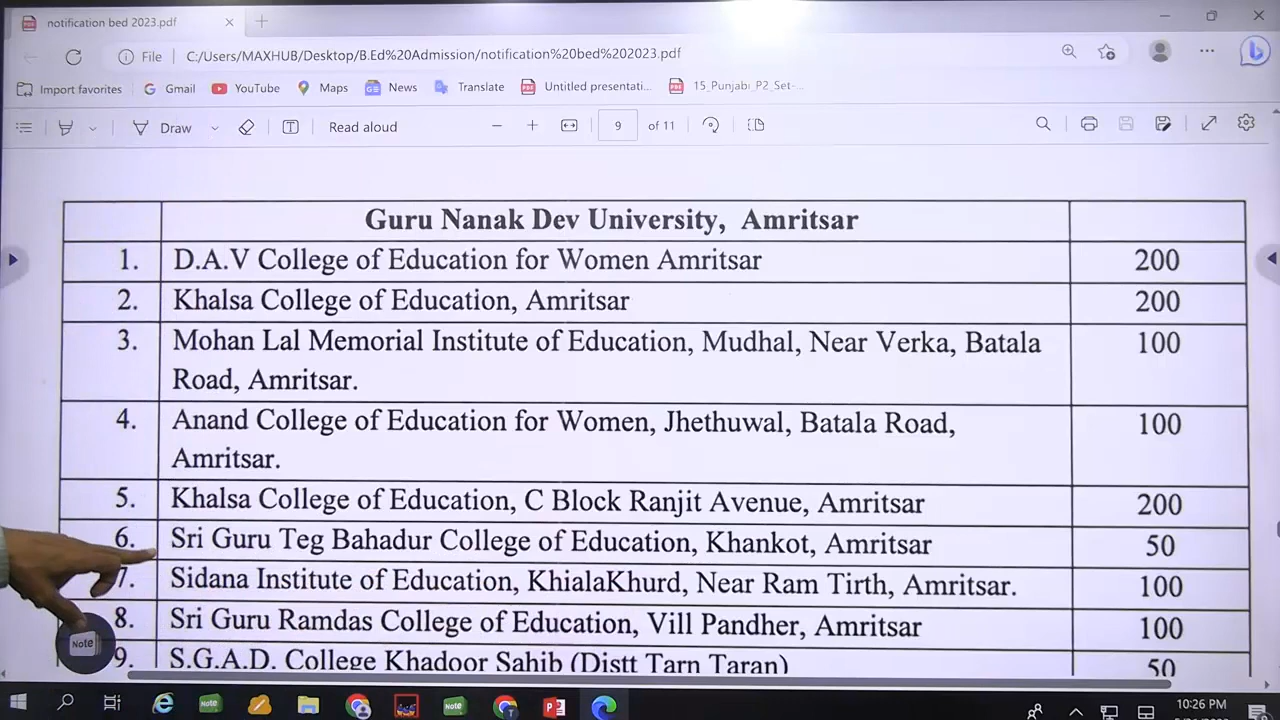 notification bed 2023.pdf
File C:/Users/MAXHUB/Desktop/B.Ed%20Admission/notification%20bed%202023.pdf
Import favorites Gmail YouTube Maps News Translate Untitled presentati... 15_Punjabi_P2_Set-...
Draw Read aloud 9 of 11
Guru Nanak Dev University, Amritsar
1. D.A.V College of Education for Women Amritsar 200
2. Khalsa College of Education, Amritsar 200
3. Mohan Lal Memorial Institute of Education, Mudhal, Near Verka, Batala 100
Road, Amritsar.
4. Anand College of Education for Women, Jhethuwal, Batala Road, 100
Amritsar.
5. Khalsa College of Education, C Block Ranjit Avenue, Amritsar 200
6. Sri Guru Teg Bahadur College of Education, Khankot, Amritsar 50
7. Sidana Institute of Education, KhialaKhurd, Near Ram Tirth, Amritsar. 100
8. Sri Guru Ramdas College of Education, Vill Pandher, Amritsar 100
Note
9. S.G.A.D. College Khadoor Sahib (Distt Tarn Taran) 50
Note Note
10:26 PM